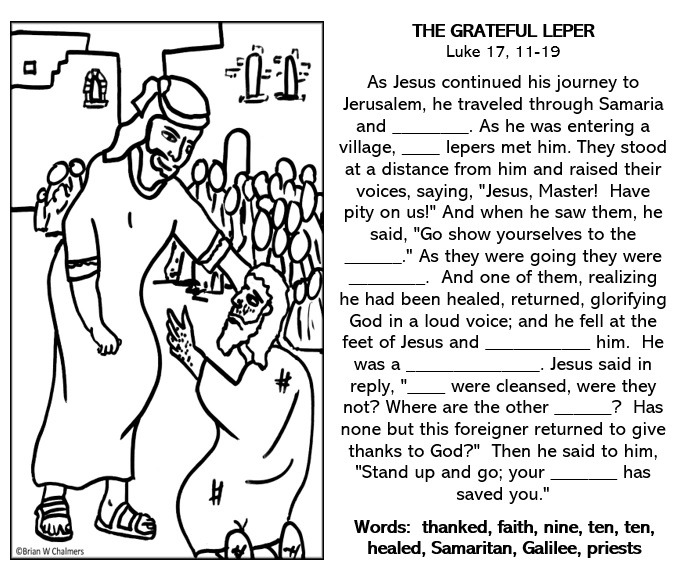 THE GRATEFUL LEPER
Luke 17, 11-19
As Jesus continued his journey to
Jerusalem, he traveled through Samaria
and ________. As he was entering a
village, ____ lepers met him. They stood
at a distance from him and raised their
voices, saying, "Jesus, Master!  Have
pity on us!" And when he saw them, he
said, "Go show yourselves to the
______." As they were going they were
________.  And one of them, realizing
he had been healed, returned, glorifying
God in a loud voice; and he fell at the
feet of Jesus and ___________ him.  He
was a ______________. Jesus said in
reply, "____ were cleansed, were they
not? Where are the other ______?  Has
none but this foreigner returned to give
thanks to God?"  Then he said to him,
"Stand up and go; your _______ has
saved you."
Words:  thanked, faith, nine, ten, ten,
healed, Samaritan, Galilee, priests
©Brian W Chalmers